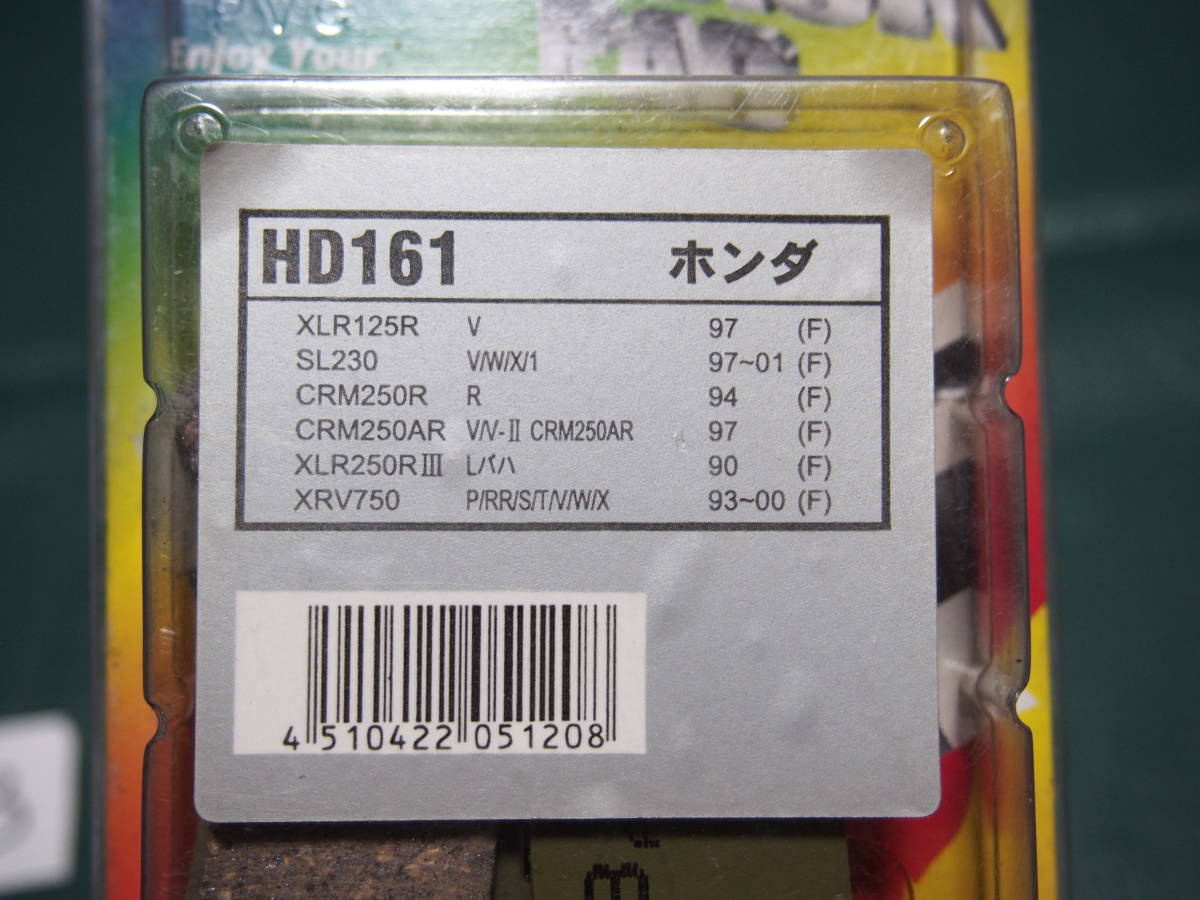 Enjoy Your
HD161 ホンダ
XLR125R V 97 (F)
SL230 V/W/X/1 97~01 (F)
CRM250R R 94 (F)
CRM250AR V/V-II CRM250AR 97 (F)
XLR250RIII Lバハ 90 (F)
XRV750 P/RR/S/T/V/W/X 93~00 (F)
4 510422 051208